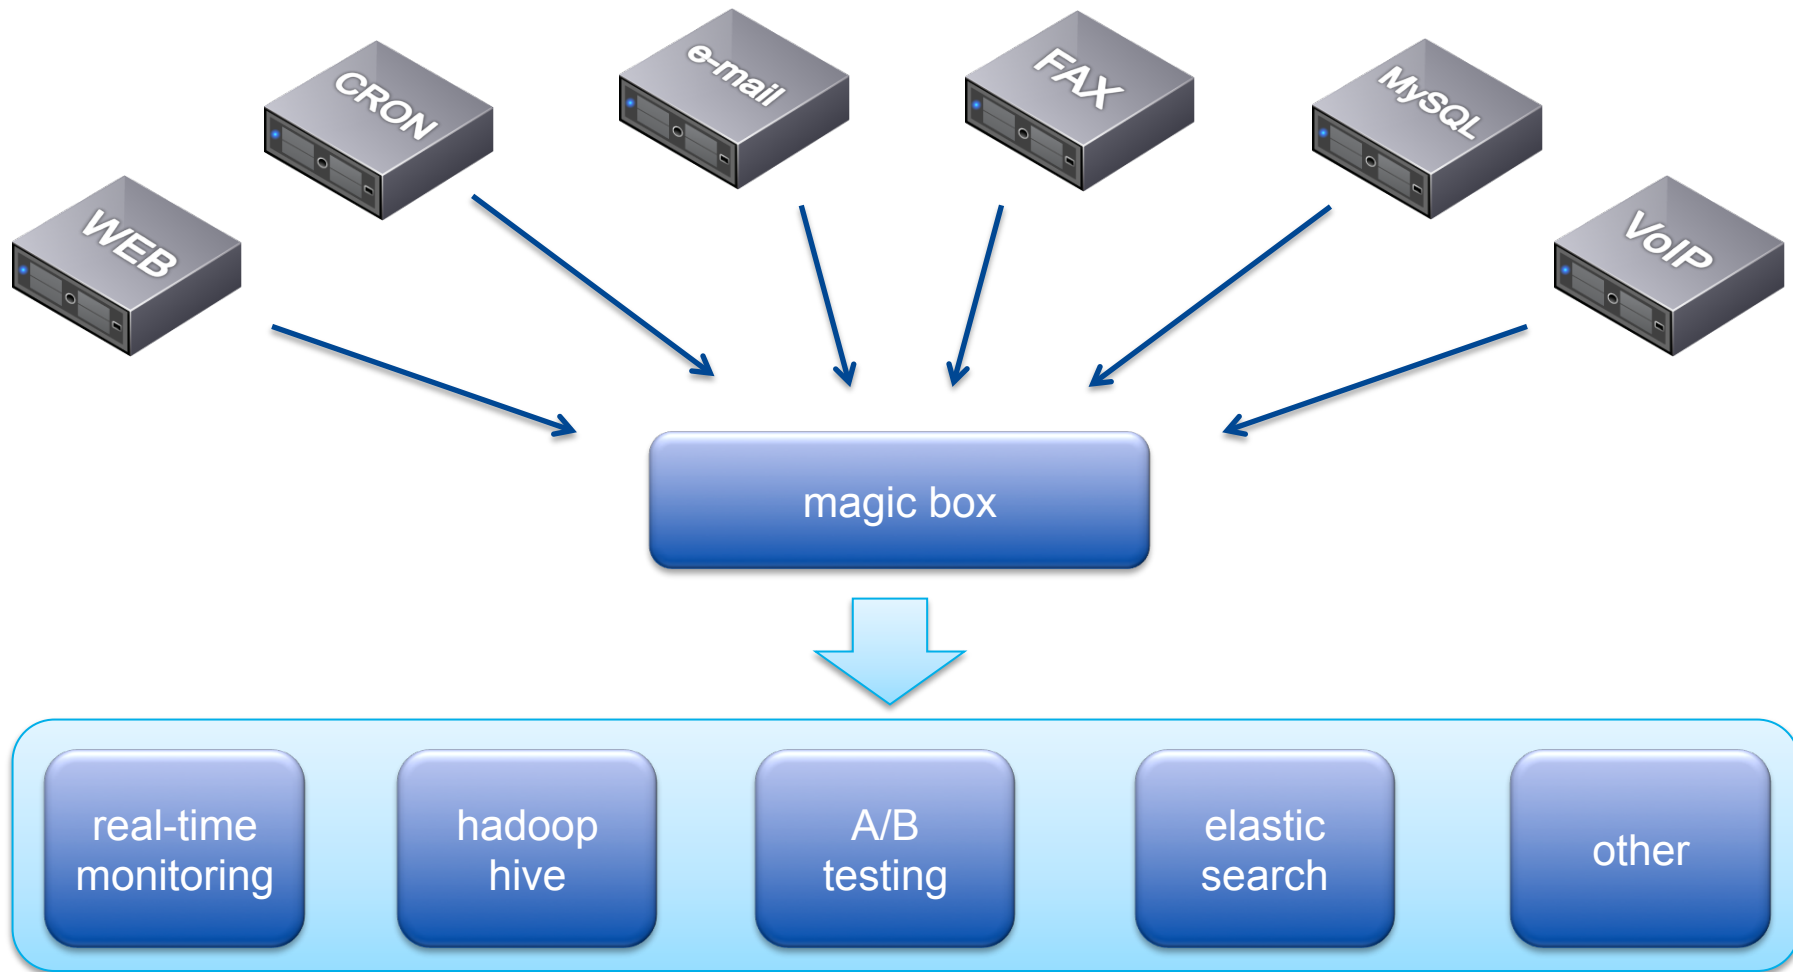 WEB
CRON
e-mail
FAX
MySQL
VoIP
magic box
real-time
monitoring
hadoop
hive
A/B
testing
elastic
search
other